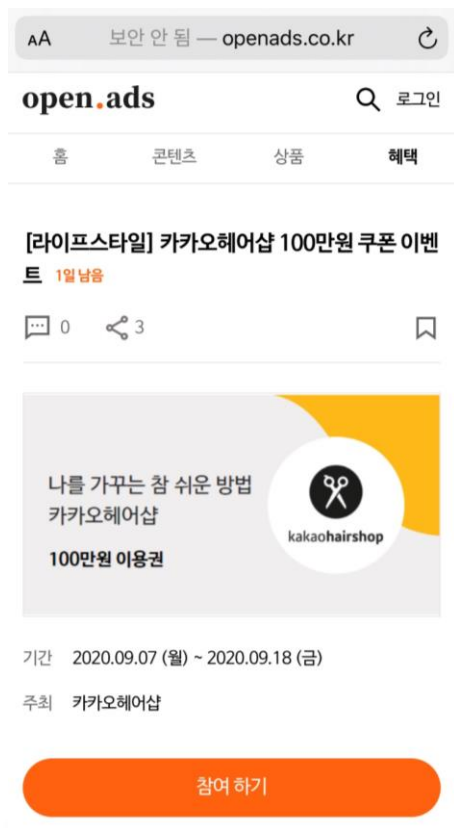 AA 보안 안 됨 — openads.co.kr
open.ads 로그인
홈 콘텐츠 상품 혜택
[라이프스타일] 카카오헤어샵 100만원 쿠폰 이벤
트 1일 남음
0 3
나를 가꾸는 참 쉬운 방법
카카오헤어샵
100만원 이용권
kakaohairshop
기간 2020.09.07 (월) ~ 2020.09.18 (금)
주최 카카오헤어샵
참여 하기